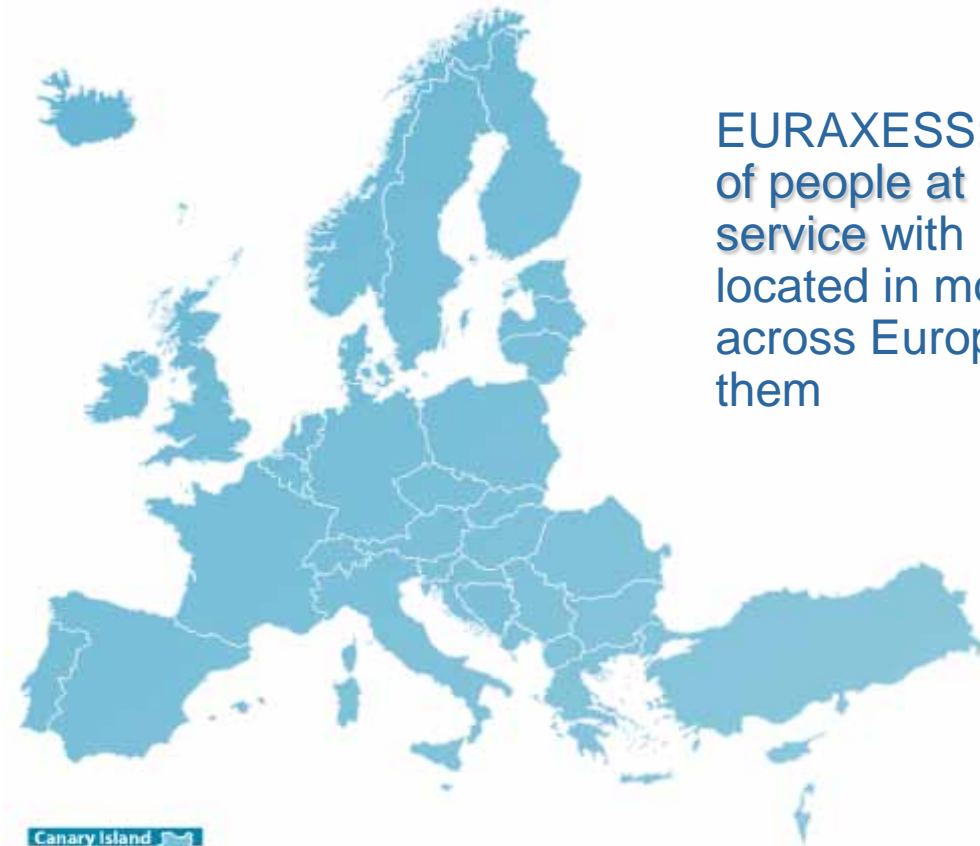 EURAXESS
of people at
service with
located in mo
across Europ
them
Canary Island